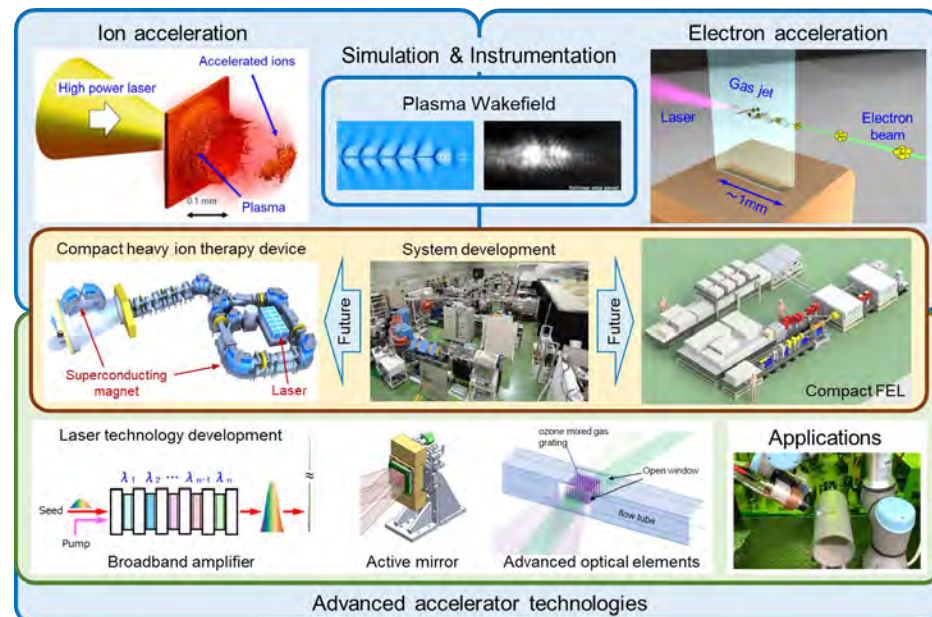 Ion acceleration
Accelerated ions
High power laser
0.1 mm
Plasma
Simulation & Instrumentation
Plasma Wakefield
Electron acceleration
Gas jet
Laser
Electron
beam
~1mm
Compact heavy ion therapy device
Superconducting
magnet
Laser
System development
Future
Future
Compact FEL
Laser technology development
λ1 λ2 ··· λn-1 λn
Seed
Pump
Broadband amplifier
Active mirror
ozone mixed gas
grating
Open window
flow tube
Advanced optical elements
Applications
Advanced accelerator technologies